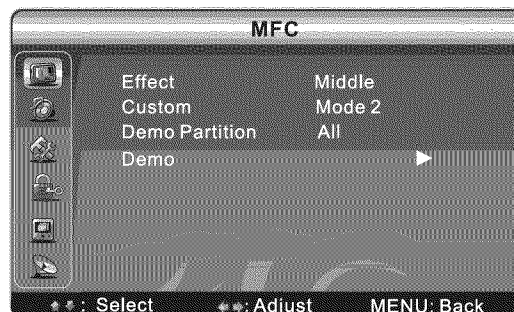 MFC
Effect Middle
Custom Mode 2
Demo Partition All
Demo
: Select : Adjust MENU: Back